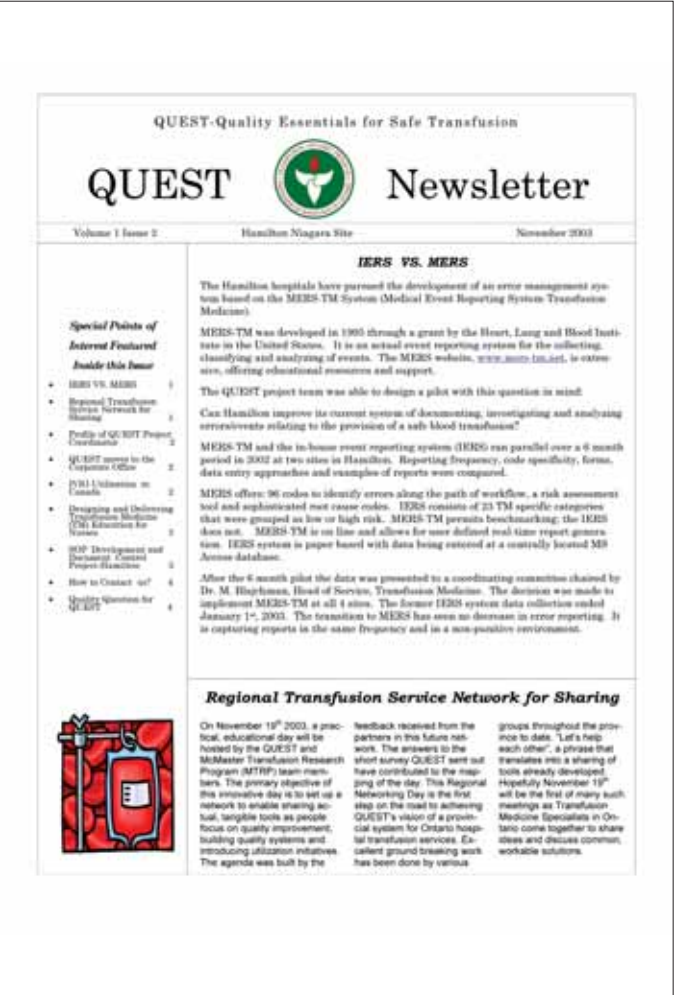 QUEST-Quality Essentials for Safe Transfusion
QUEST Newsletter
Volume 1 Issue 2 Hamilton Niagara Site November 2003
Special Points of
Interest Featured
Inside this Issue
• IERS VS. MERS 1
• Regional Transfusion
Service Network for
Sharing 1
• Profile of QUEST Project
Coordinator 2
• QUEST moves to the
Corporate Office 2
• IVIG Utilization in
Canada 2
• Designing and Delivering
Transfusion Medicine
(TM) Education for
Nurses 3
• SOP Development and
Document Control
Project-Hamilton 3
• How to Contact us? 4
• Quality Question for
QUEST 4
IERS VS. MERS
The Hamilton hospitals have pursued the development of an error management sys-
tem based on the MERS-TM System (Medical Event Reporting System Transfusion
Medicine).
MERS-TM was developed in 1995 through a grant by the Heart, Lung and Blood Insti-
tute in the United States. It is an actual event reporting system for the collecting,
classifying and analyzing of events. The MERS website, www.mers-tm.net, is exten-
sive, offering educational resources and support.
The QUEST project team was able to design a pilot with this question in mind:
Can Hamilton improve its current system of documenting, investigating and analyzing
errors/events relating to the provision of a safe blood transfusion?
MERS-TM and the in-house event reporting system (IERS) ran parallel over a 6 month
period in 2002 at two sites in Hamilton. Reporting frequency, code specificity, forms,
data entry approaches and examples of reports were compared.
MERS offers: 96 codes to identify errors along the path of workflow, a risk assessment
tool and sophisticated root cause codes. IERS consists of 23 TM specific categories
that were grouped as low or high risk. MERS-TM permits benchmarking; the IERS
does not. MERS-TM is on line and allows for user defined real-time report genera-
tion. IERS system is paper based with data being entered at a centrally located MS
Access database.
After the 6 month pilot the data was presented to a coordinating committee chaired by
Dr. M. Blajchman, Head of Service, Transfusion Medicine. The decision was made to
implement MERS-TM at all 4 sites. The former IERS system data collection ended
January 1st, 2003. The transition to MERS has seen no decrease in error reporting. It
is capturing reports in the same frequency and in a non-punitive environment.
Regional Transfusion Service Network for Sharing
On November 19th 2003, a prac-
tical, educational day will be
hosted by the QUEST and
McMaster Transfusion Research
Program (MTRP) team mem-
bers. The primary objective of
this innovative day is to set up a
network to enable sharing ac-
tual, tangible tools as people
focus on quality improvement,
building quality systems and
introducing utilization initiatives.
The agenda was built by the
feedback received from the
partners in this future net-
work. The answers to the
short survey QUEST sent out
have contributed to the map-
ping of the day. This Regional
Networking Day is the first
step on the road to achieving
QUEST's vision of a provin-
cial system for Ontario hospi-
tal transfusion services. Ex-
cellent ground breaking work
has been done by various
groups throughout the prov-
ince to date. "Let's help
each other", a phrase that
translates into a sharing of
tools already developed.
Hopefully November 19th
will be the first of many such
meetings as Transfusion
Medicine Specialists in On-
tario come together to share
ideas and discuss common,
workable solutions.